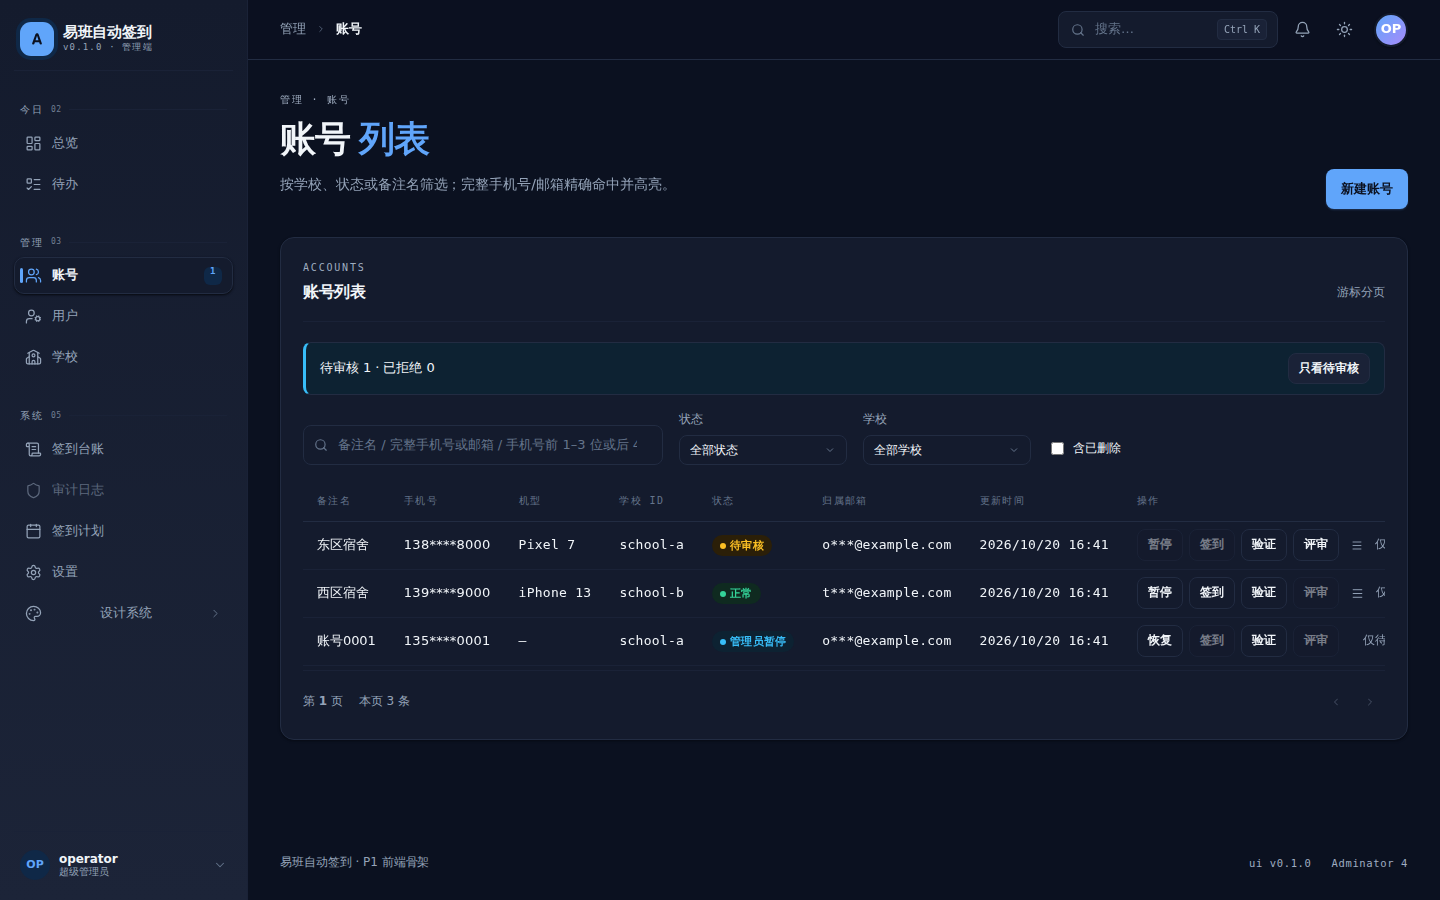 易班自动签到
v0.1.0 · 管理端
今日 02
总览
待办
管理 03
账号 1
用户
学校
系统 05
签到台账
审计日志
签到计划
设置
设计系统
OP operator
超级管理员
管理 › 账号
搜索… Ctrl K
OP
管理 · 账号
账号 列表
按学校、状态或备注名筛选；完整手机号/邮箱精确命中并高亮。
新建账号
ACCOUNTS
账号列表
游标分页
待审核 1 · 已拒绝 0
只看待审核
备注名 / 完整手机号或邮箱 / 手机号前 1–3 位或后
状态
全部状态
学校
全部学校
含已删除
备注名 手机号 机型 学校 ID 状态 归属邮箱 更新时间 操作
东区宿舍 138****8000 Pixel 7 school-a 待审核 o***@example.com 2026/10/20 16:41 暂停 签到 验证 评审 仅
西区宿舍 139****9000 iPhone 13 school-b 正常 t***@example.com 2026/10/20 16:41 暂停 签到 验证 评审
账号0001 135****0001 — school-a 管理员暂停 o***@example.com 2026/10/20 16:41 恢复 签到 验证 评审 仅待
第 1 页 本页 3 条
易班自动签到 · P1 前端骨架
ui v0.1.0 Adminator 4